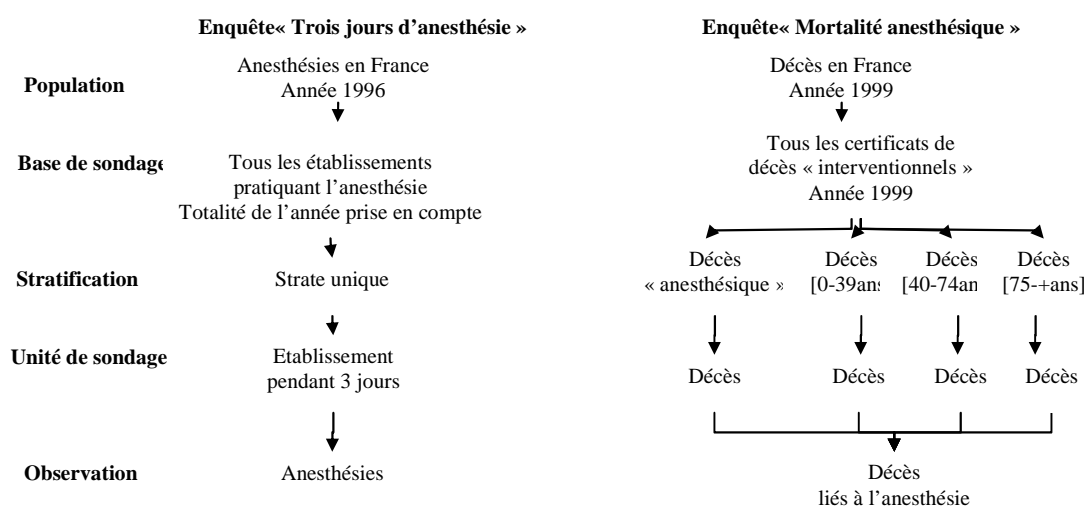 Enquête« Trois jours d'anesthésie »
Enquête« Mortalité anesthésique »
Population
Anesthésies en France
Année 1996
Décès en France
Année 1999
Base de sondage
Tous les établissements
pratiquant l'anesthésie
Totalité de l'année prise en compte
Tous les certificats de
décès « interventionnels »
Année 1999
Stratification
Strate unique
Décès
« anesthésique »
Décès
[0-39ans
Décès
[40-74an
Décès
[75-+ans]
Unité de sondage
Etablissement
pendant 3 jours
Décès
Décès
Décès
Décès
Observation
Anesthésies
Décès
liés à l'anesthésie